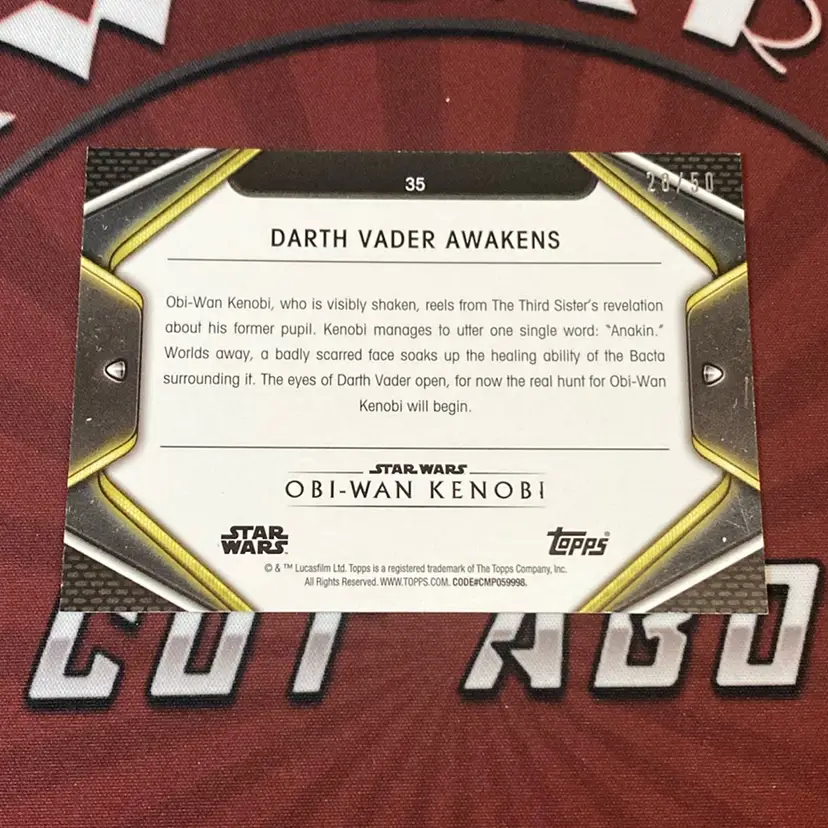 35
28/50
DARTH VADER AWAKENS
Obi-Wan Kenobi, who is visibly shaken, reels from The Third Sister's revelation
about his former pupil. Kenobi manages to utter one single word: "Anakin."
Worlds away, a badly scarred face soaks up the healing ability of the Bacta
surrounding it. The eyes of Darth Vader open, for now the real hunt for Obi-Wan
Kenobi will begin.
STAR WARS
OBI-WAN KENOBI
STAR
WARS
topps
© & ™ Lucasfilm Ltd. Topps is a registered trademark of The Topps Company, Inc.
All Rights Reserved. WWW.TOPPS.COM. CODE#CMP059998.
CUT ABO